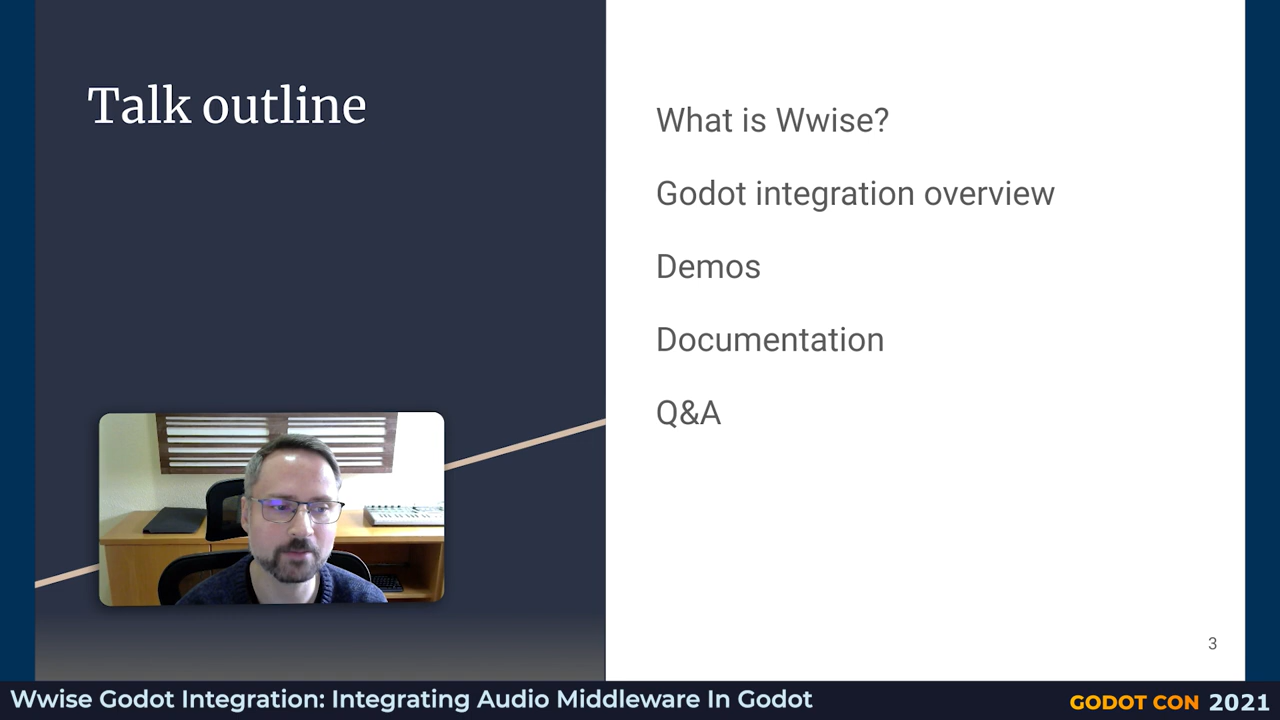 Talk outline
What is Wwise?
Godot integration overview
Demos
Documentation
Q&A
3
Wwise Godot Integration: Integrating Audio Middleware In Godot
GODOT CON 2021